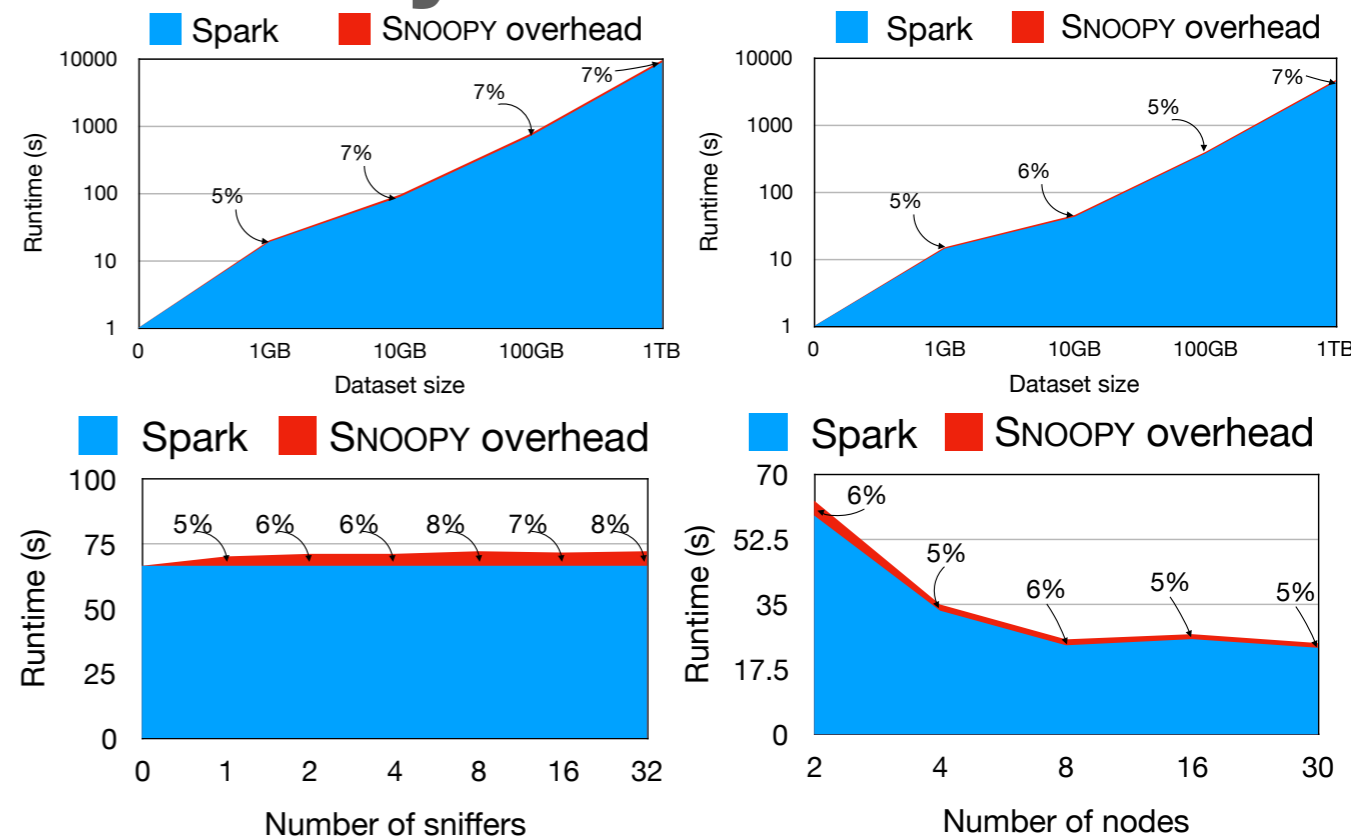 Spark SNOOPY overhead
10000
1000
100
10
1
Runtime (s)
5%
7%
7%
7%
0 1GB 10GB 100GB 1TB
Dataset size
Spark SNOOPY overhead
10000
1000
100
10
1
Runtime (s)
5%
6%
5%
7%
0 1GB 10GB 100GB 1TB
Dataset size
Spark SNOOPY overhead
100
75
50
25
0
Runtime (s)
5% 6% 6% 8% 7% 8%
0 1 2 4 8 16 32
Number of sniffers
Spark SNOOPY overhead
70
52.5
35
17.5
0
Runtime (s)
6%
5%
6%
5%
5%
2 4 8 16 30
Number of nodes